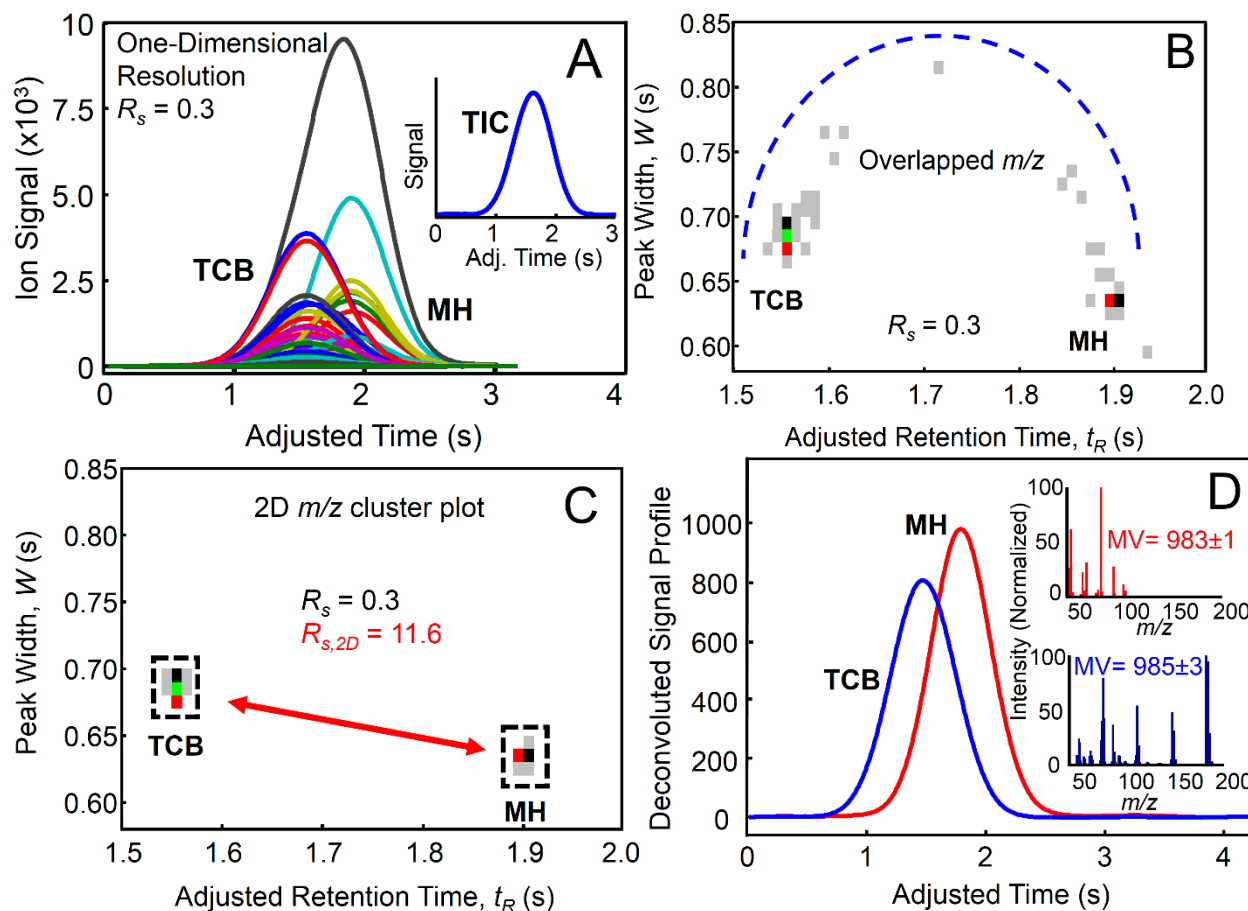 A
One-Dimensional
Resolution
Rₛ = 0.3
Ion Signal (x10³)
10
7.5
5.0
2.5
0
0 1 2 3 4
Adjusted Time (s)
TCB
MH
TIC
Signal
0 1 2 3
Adj. Time (s)
B
Peak Width, W (s)
0.85
0.80
0.75
0.70
0.65
0.60
Overlapped m/z
TCB
MH
Rₛ = 0.3
1.5 1.6 1.7 1.8 1.9 2.0
Adjusted Retention Time, t_R (s)
C
2D m/z cluster plot
Peak Width, W (s)
0.85
0.80
0.75
0.70
0.65
0.60
Rₛ = 0.3
Rₛ,₂D = 11.6
TCB
MH
1.5 1.6 1.7 1.8 1.9 2.0
Adjusted Retention Time, t_R (s)
D
Deconvoluted Signal Profile
1000
800
600
400
200
0
MH
TCB
0 1 2 3 4
Adjusted Time (s)
Intensity (Normalized)
100
50
0
MV= 983±1
50 100 150 200
m/z
100
50
0
MV= 985±3
50 100 150 200
m/z